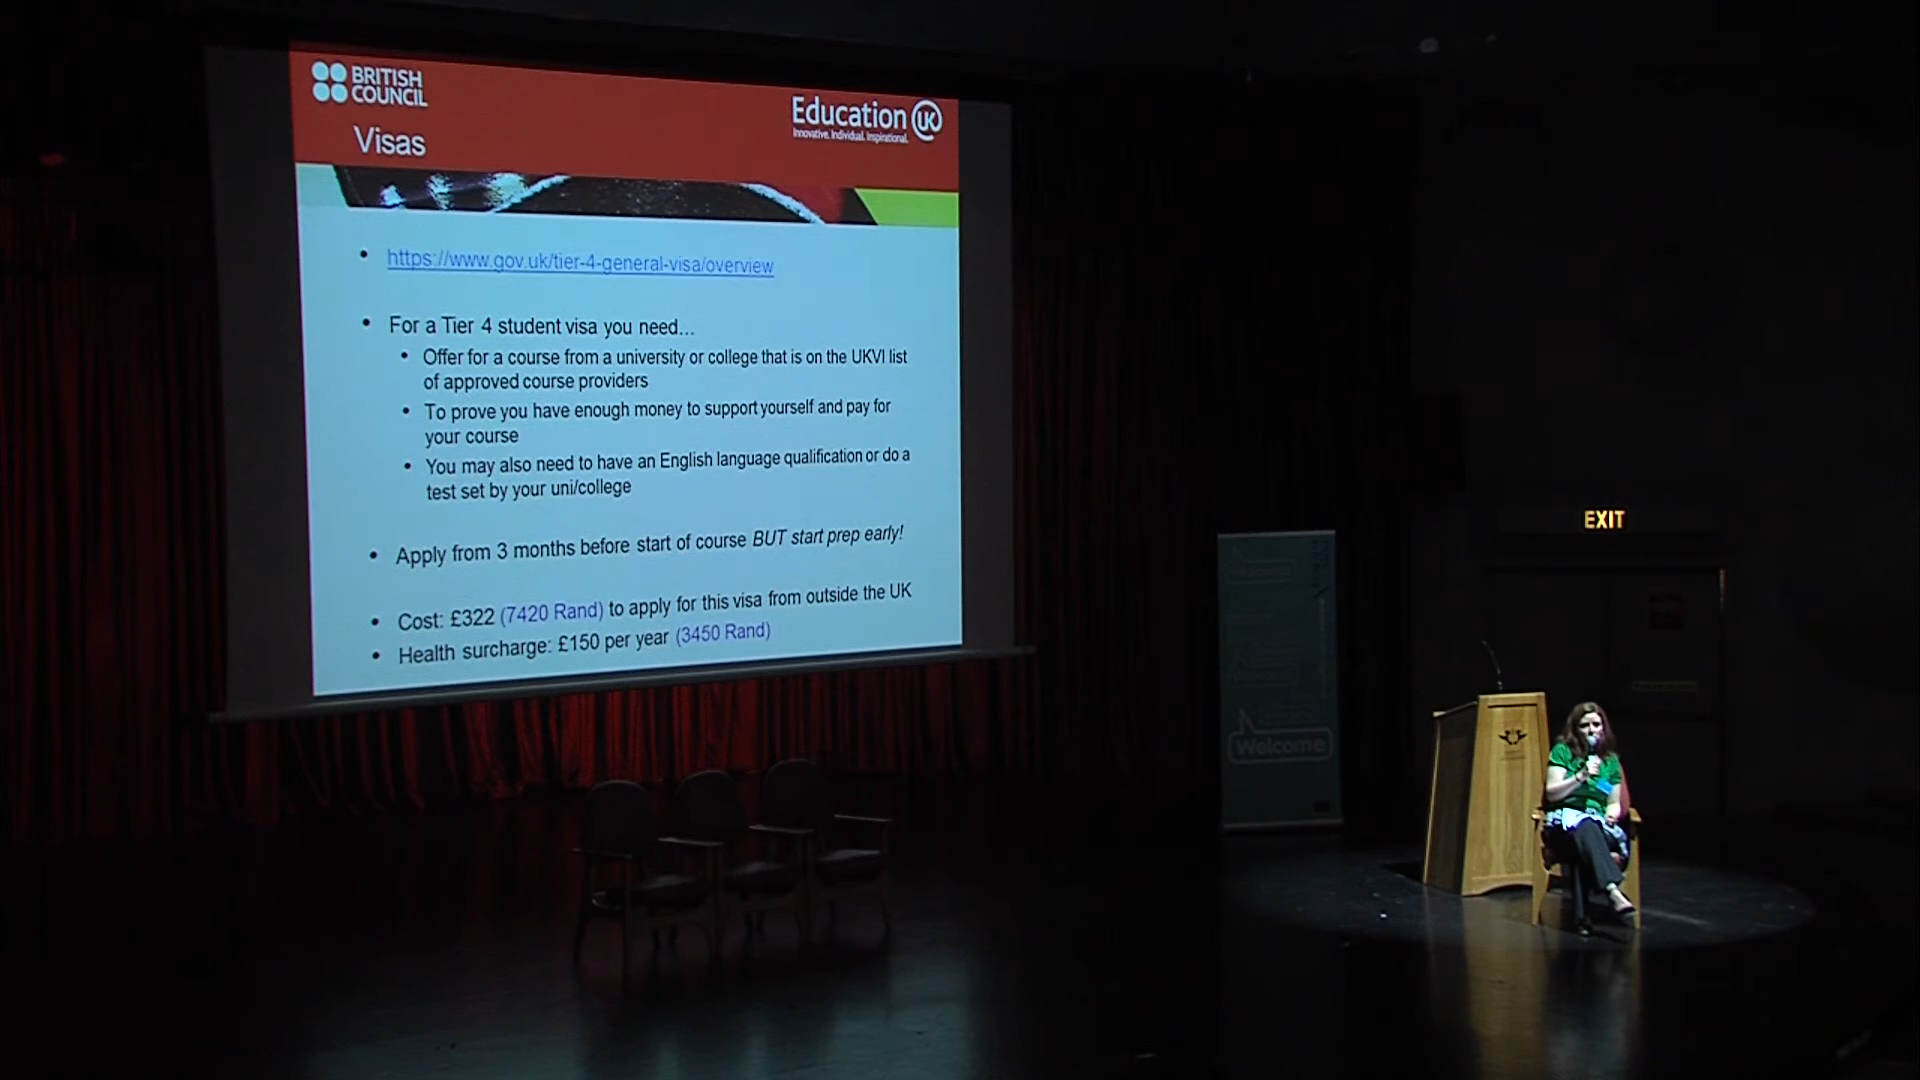 BRITISH
COUNCIL
Education UK
Innovative. Individual. Inspirational.
Visas
• https://www.gov.uk/tier-4-general-visa/overview
• For a Tier 4 student visa you need...
• Offer for a course from a university or college that is on the UKVI list
of approved course providers
• To prove you have enough money to support yourself and pay for
your course
• You may also need to have an English language qualification or do a
test set by your uni/college
• Apply from 3 months before start of course BUT start prep early!
• Cost: £322 (7420 Rand) to apply for this visa from outside the UK
• Health surcharge: £150 per year (3450 Rand)
EXIT
Welcome